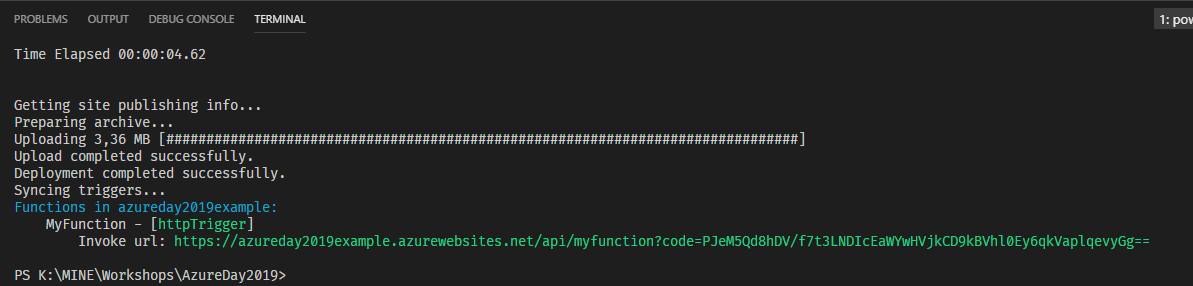 PROBLEMS OUTPUT DEBUG CONSOLE TERMINAL 1: pow
Time Elapsed 00:00:04.62
Getting site publishing info...
Preparing archive...
Uploading 3,36 MB [###############################################################################]
Upload completed successfully.
Deployment completed successfully.
Syncing triggers...
Functions in azureday2019example:
MyFunction - [httpTrigger]
Invoke url: https://azureday2019example.azurewebsites.net/api/myfunction?code=PJeM5Qd8hDV/f7t3LNDIcEaWYwHVjkCD9kBVhl0Ey6qkVaplqevyGg==
PS K:\MINE\Workshops\AzureDay2019>